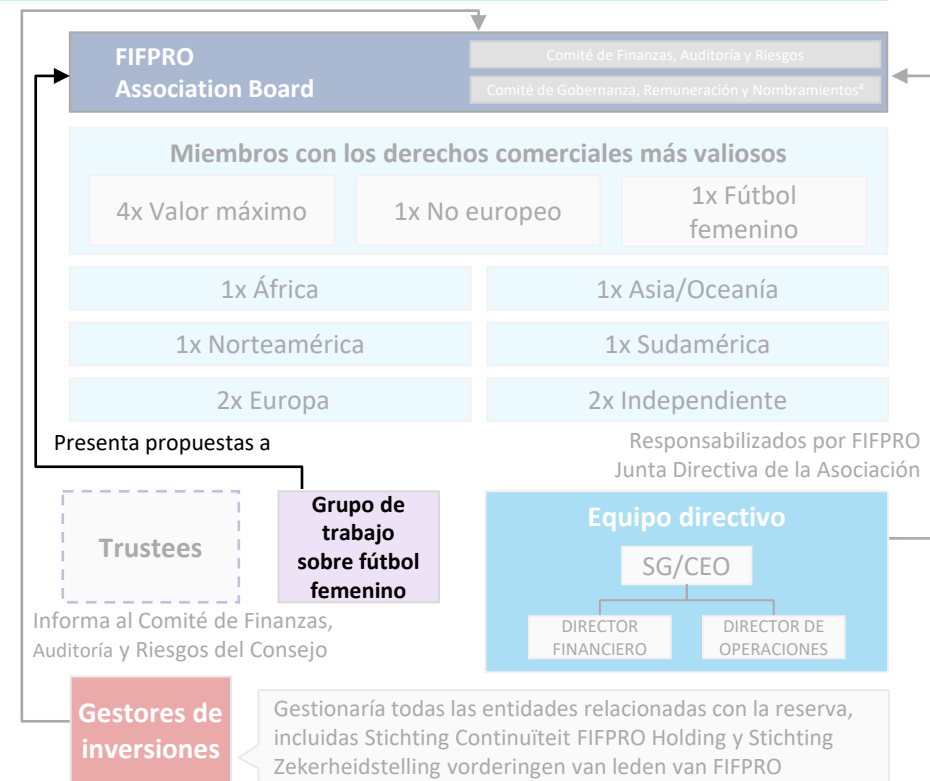 FIFPRO
Association Board
Comité de Finanzas, Auditoría y Riesgos
Comité de Gobernanza, Remuneración y Nombramientos⁴
Miembros con los derechos comerciales más valiosos
4x Valor máximo
1x No europeo
1x Fútbol
femenino
1x África
1x Asia/Oceanía
1x Norteamérica
1x Sudamérica
2x Europa
2x Independiente
Presenta propuestas a
Responsabilizados por FIFPRO
Junta Directiva de la Asociación
Trustees
Grupo de
trabajo
sobre fútbol
femenino
Informa al Comité de Finanzas,
Auditoría y Riesgos del Consejo
Equipo directivo
SG/CEO
DIRECTOR
FINANCIERO
DIRECTOR DE
OPERACIONES
Gestores de
inversiones
Gestionaría todas las entidades relacionadas con la reserva,
incluidas Stichting Continuïteit FIFPRO Holding y Stichting
Zekerheidstelling vorderingen van leden van FIFPRO